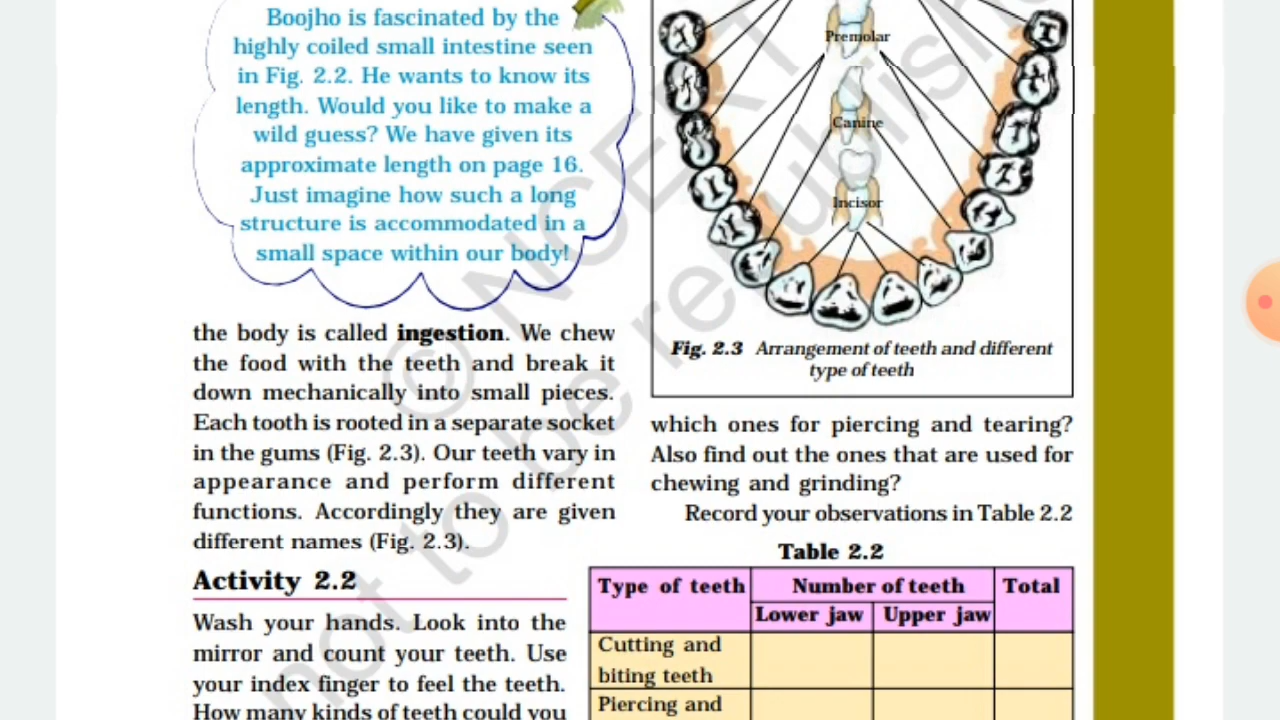 Boojho is fascinated by the
highly coiled small intestine seen
in Fig. 2.2. He wants to know its
length. Would you like to make a
wild guess? We have given its
approximate length on page 16.
Just imagine how such a long
structure is accommodated in a
small space within our body!
the body is called ingestion. We chew
the food with the teeth and break it
down mechanically into small pieces.
Each tooth is rooted in a separate socket
in the gums (Fig. 2.3). Our teeth vary in
appearance and perform different
functions. Accordingly they are given
different names (Fig. 2.3).
Activity 2.2
Wash your hands. Look into the
mirror and count your teeth. Use
your index finger to feel the teeth.
How many kinds of teeth could you
Premolar
Canine
Incisor
Fig. 2.3 Arrangement of teeth and different
type of teeth
which ones for piercing and tearing?
Also find out the ones that are used for
chewing and grinding?
Record your observations in Table 2.2
Table 2.2
Type of teeth Number of teeth Total
Lower jaw Upper jaw
Cutting and
biting teeth
Piercing and
© NCERT
not to be republished